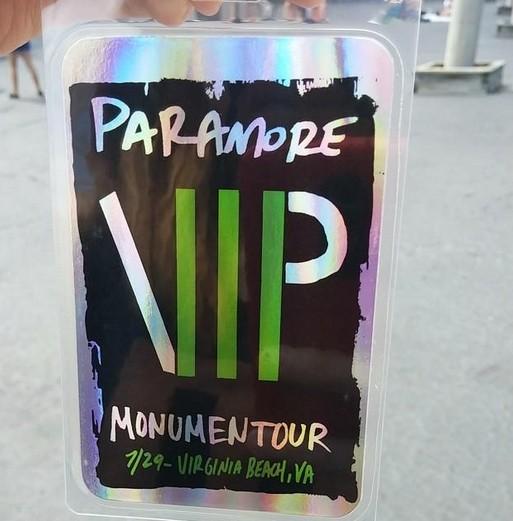 PARAMORE
VIP
MONUMENTOUR
7/29-VIRGINIA BEACH, VA